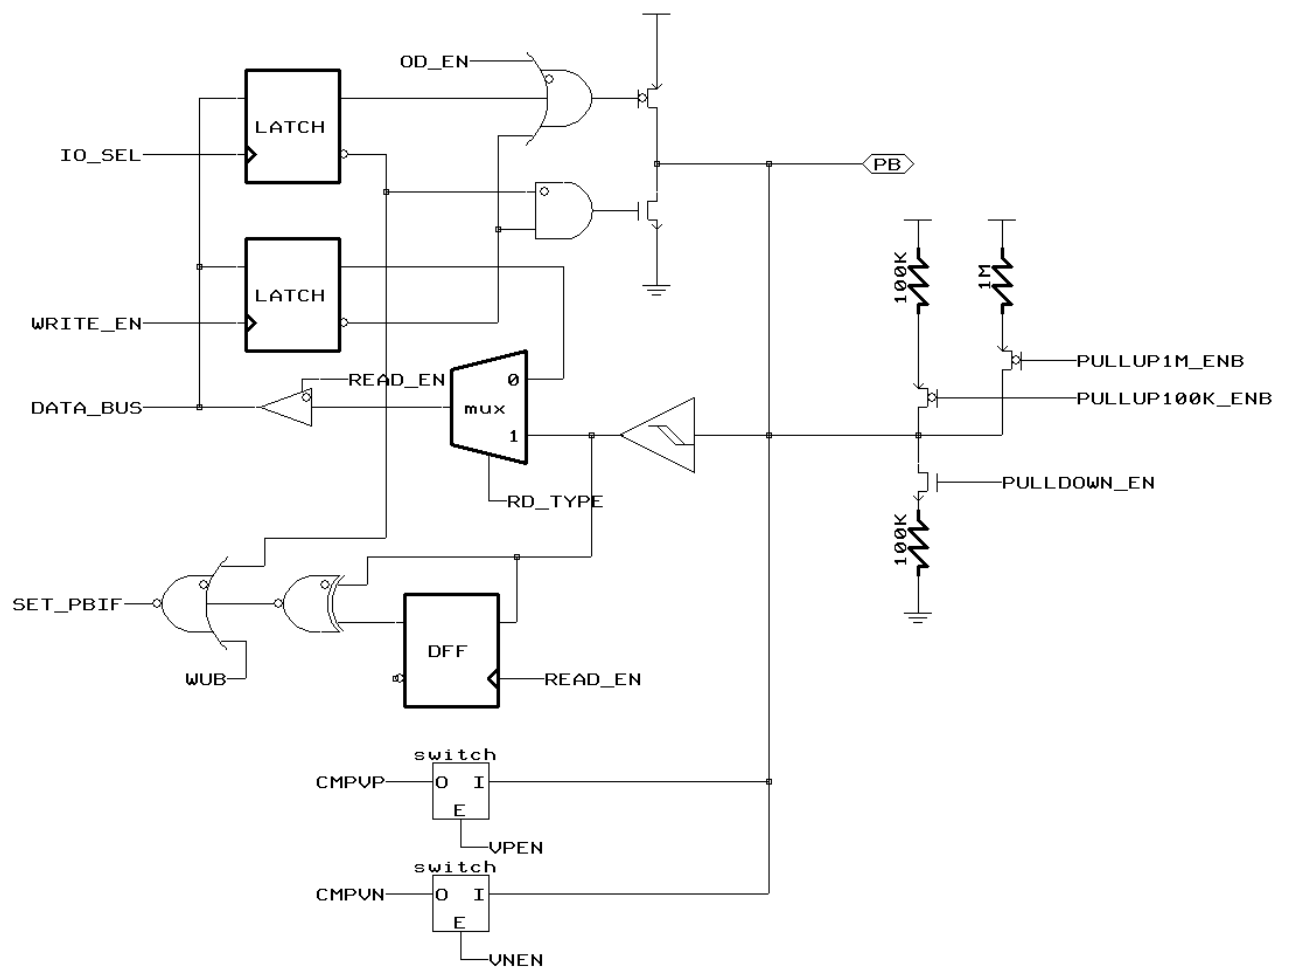 OD_EN
LATCH
IO_SEL
PB
100K
1M
LATCH
WRITE_EN
PULLUP1M_ENB
READ_EN
0
PULLUP100K_ENB
DATA_BUS
mux
1
PULLDOWN_EN
RD_TYPE
100K
SET_PBIF
DFF
WUB
READ_EN
switch
CMPVP
O I
E
VPEN
switch
CMPVN
O I
E
VNEN